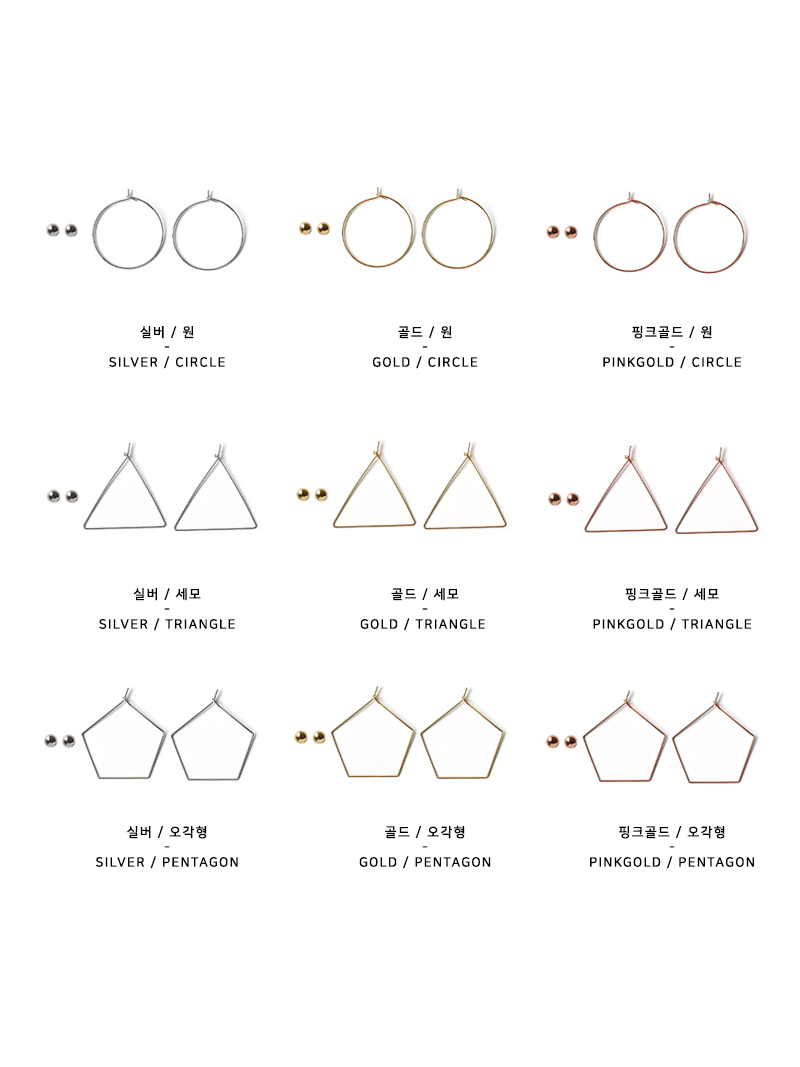 실버 / 원
-
SILVER / CIRCLE
골드 / 원
-
GOLD / CIRCLE
핑크골드 / 원
-
PINKGOLD / CIRCLE
실버 / 세모
-
SILVER / TRIANGLE
골드 / 세모
-
GOLD / TRIANGLE
핑크골드 / 세모
-
PINKGOLD / TRIANGLE
실버 / 오각형
-
SILVER / PENTAGON
골드 / 오각형
-
GOLD / PENTAGON
핑크골드 / 오각형
-
PINKGOLD / PENTAGON